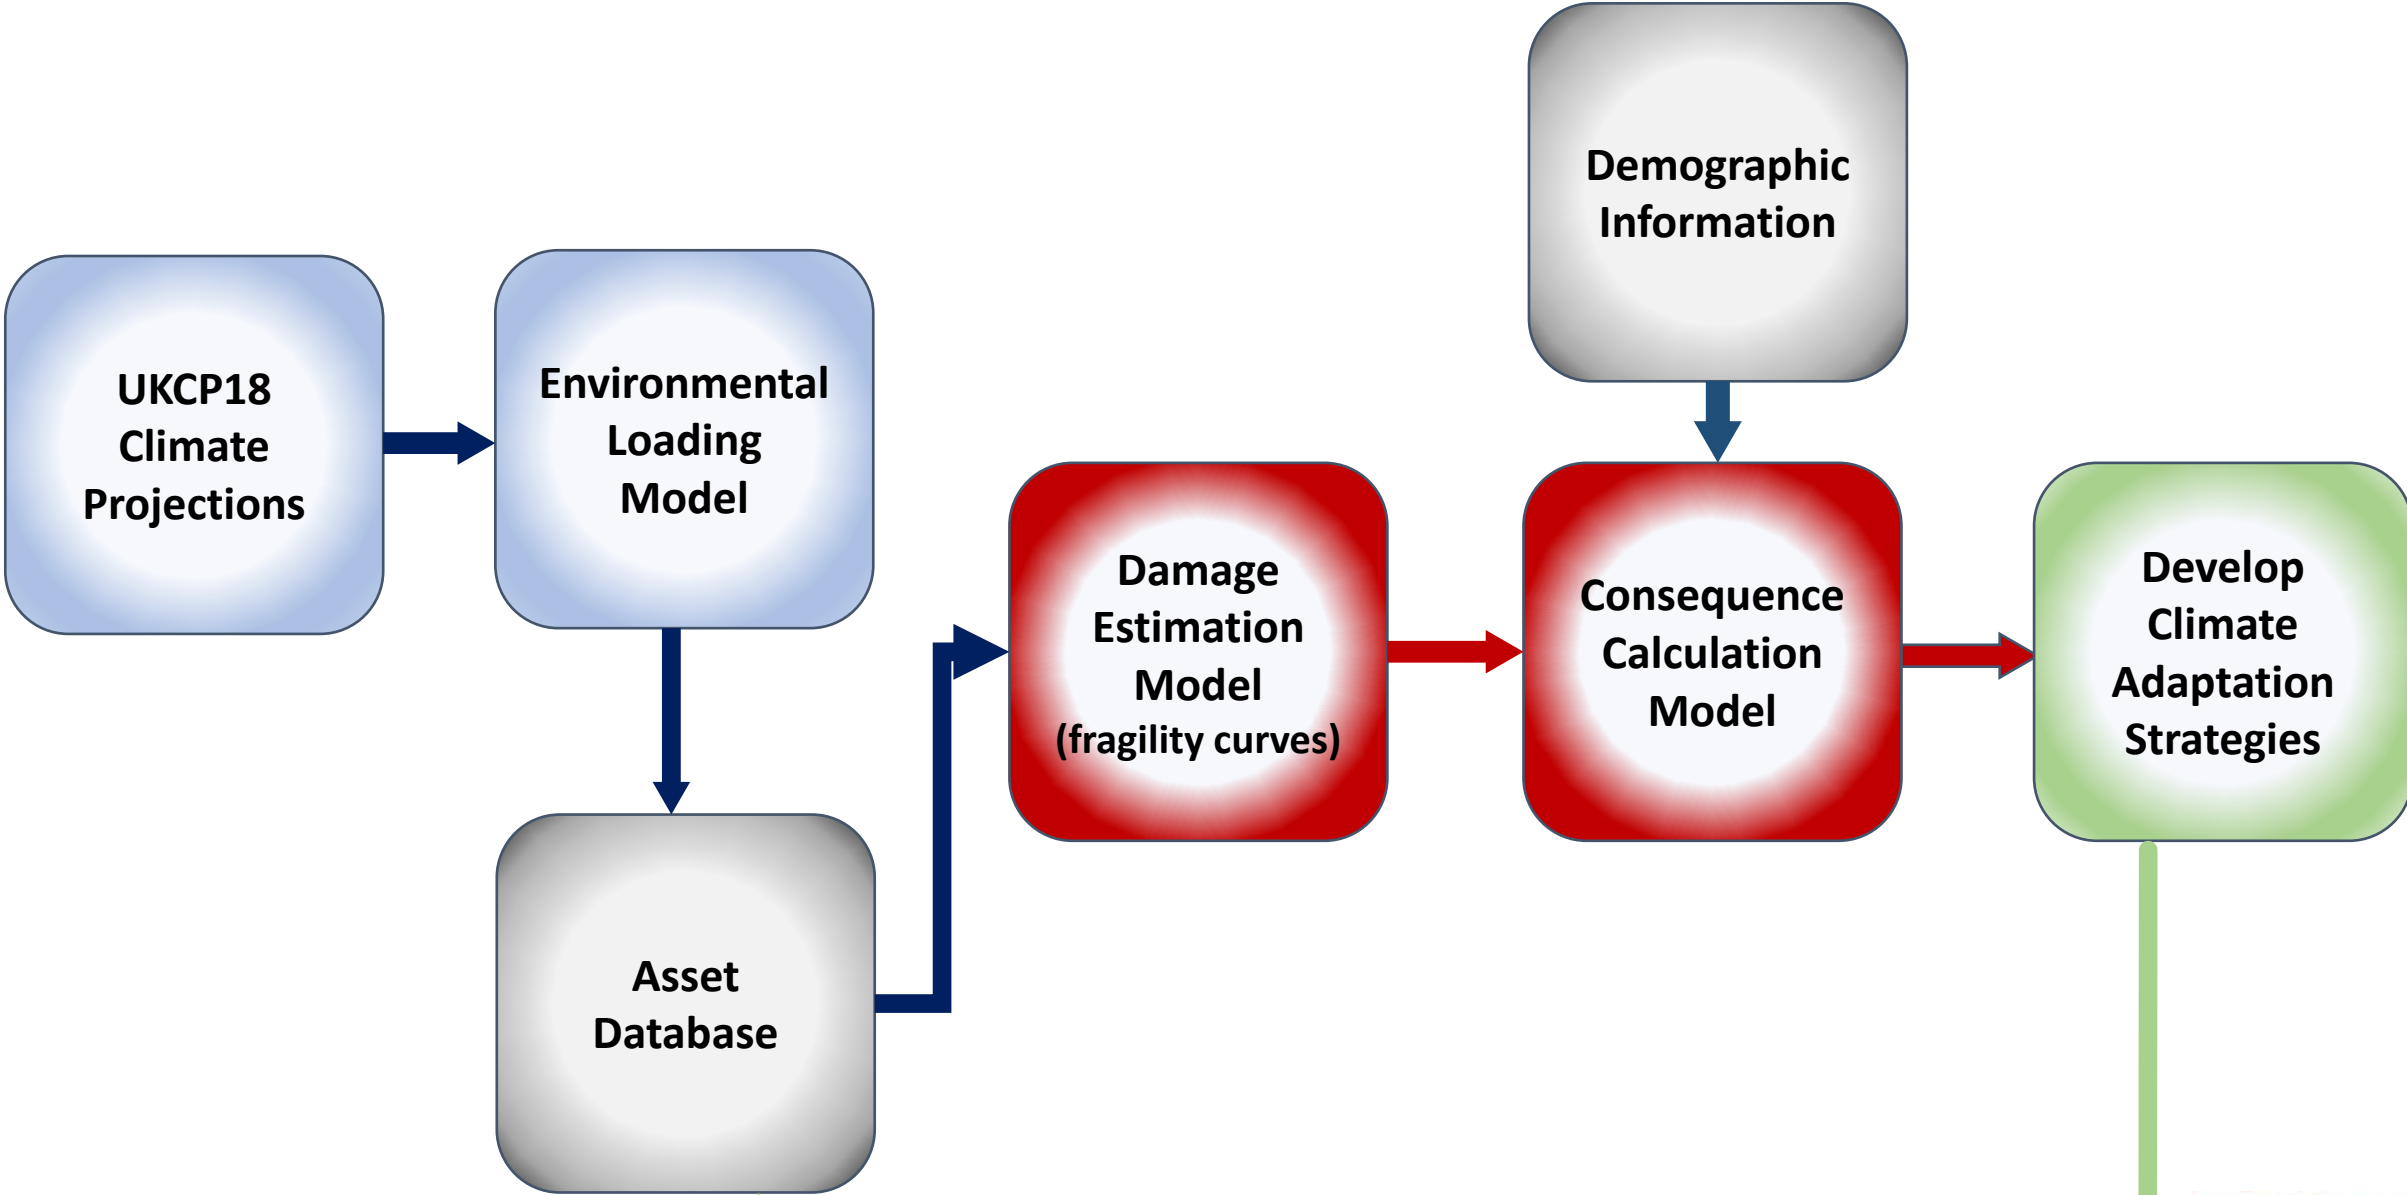 UKCP18
Climate
Projections
Environmental
Loading
Model
Asset
Database
Damage
Estimation
Model
(fragility curves)
Demographic
Information
Consequence
Calculation
Model
Develop
Climate
Adaptation
Strategies